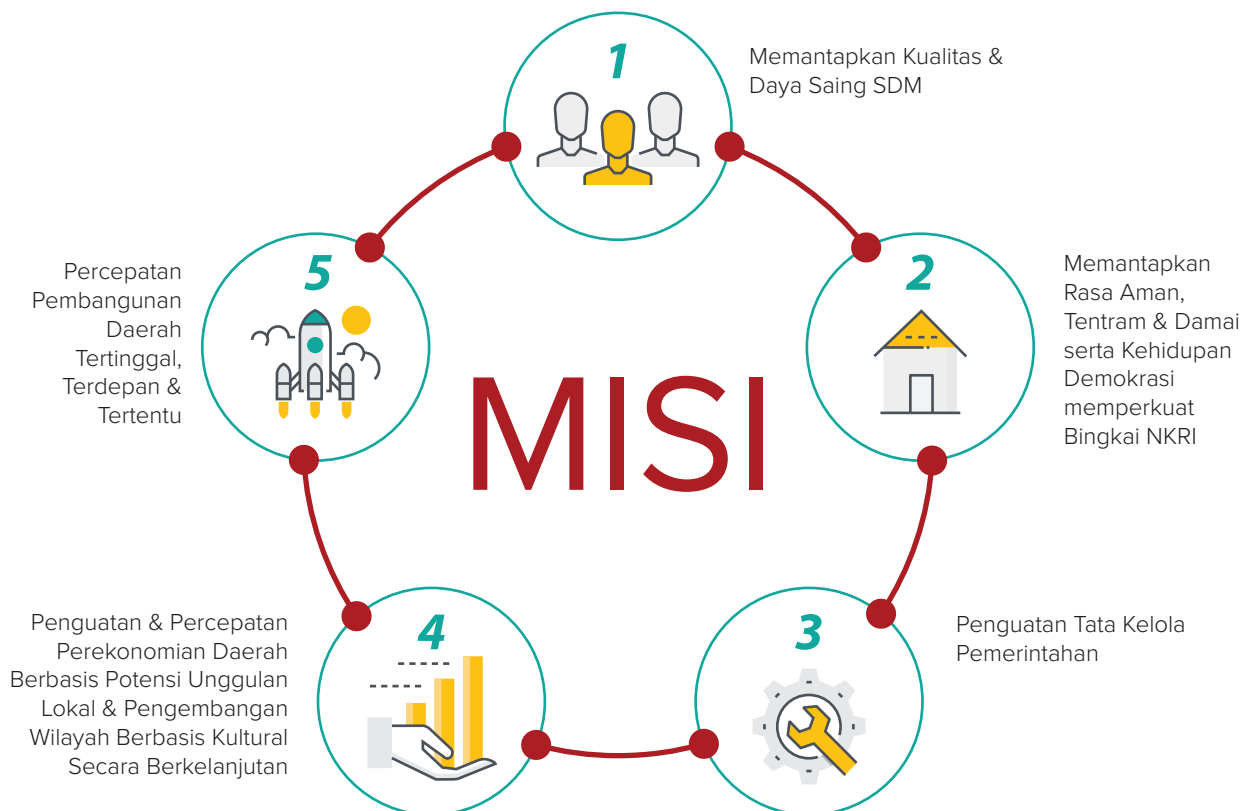 MISI
1
Memantapkan Kualitas &
Daya Saing SDM
2
Memantapkan
Rasa Aman,
Tentram & Damai
serta Kehidupan
Demokrasi
memperkuat
Bingkai NKRI
3
Penguatan Tata Kelola
Pemerintahan
4
Penguatan & Percepatan
Perekonomian Daerah
Berbasis Potensi Unggulan
Lokal & Pengembangan
Wilayah Berbasis Kultural
Secara Berkelanjutan
5
Percepatan
Pembangunan
Daerah
Tertinggal,
Terdepan &
Tertentu